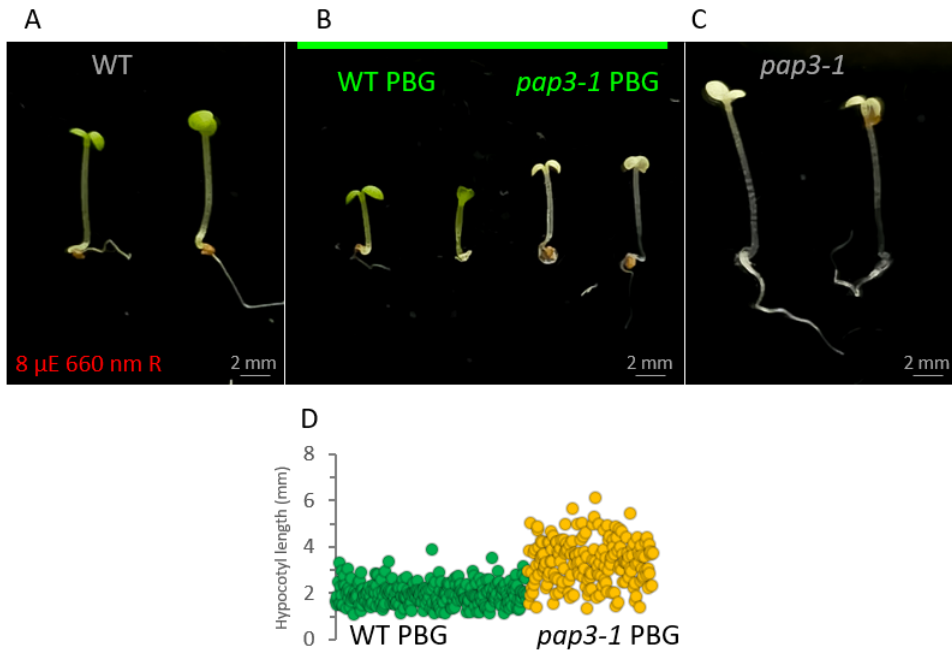 A
B
C
WT
WT PBG
pap3-1 PBG
pap3-1
8 µE 660 nm R
2 mm
2 mm
2 mm
D
Hypocotyl length (mm)
8
6
4
2
0
WT PBG
pap3-1 PBG